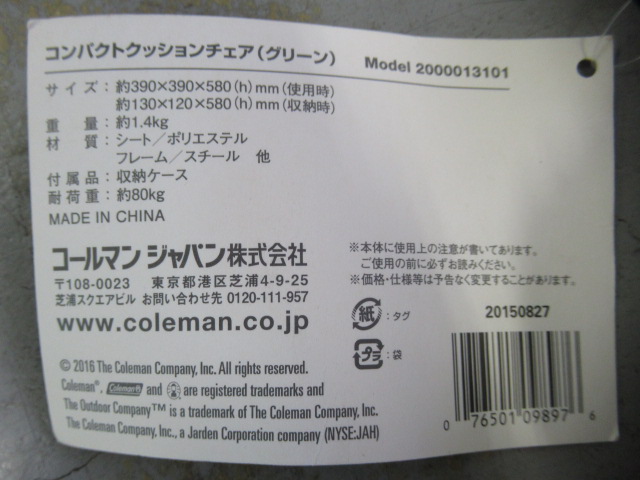 コンパクトクッションチェア(グリーン) Model 2000013101
サイズ:約390×390×580(h)mm(使用時)
約130×120×580(h)mm(収納時)
重量:約1.4kg
材質:シート/ポリエステル
フレーム/スチール 他
付属品:収納ケース
耐荷重:約80kg
MADE IN CHINA
コールマン ジャパン株式会社
〒108-0023 東京都港区芝浦4-9-25
芝浦スクエアビル お問い合わせ先 0120-111-957
www.coleman.co.jp
※本体に使用上の注意が書いてあります。
ご使用の前に必ずお読みください。
※価格・仕様等は予告なく変更することがあります。
紙:タグ
20150827
プラ:袋
0 76501 09897 6
© 2016 The Coleman Company, Inc. All rights reserved.
Coleman®, Coleman® and are registered trademarks and
The Outdoor Company™ is a trademark of The Coleman Company, Inc.
The Coleman Company, Inc., a Jarden Corporation company (NYSE:JAH)